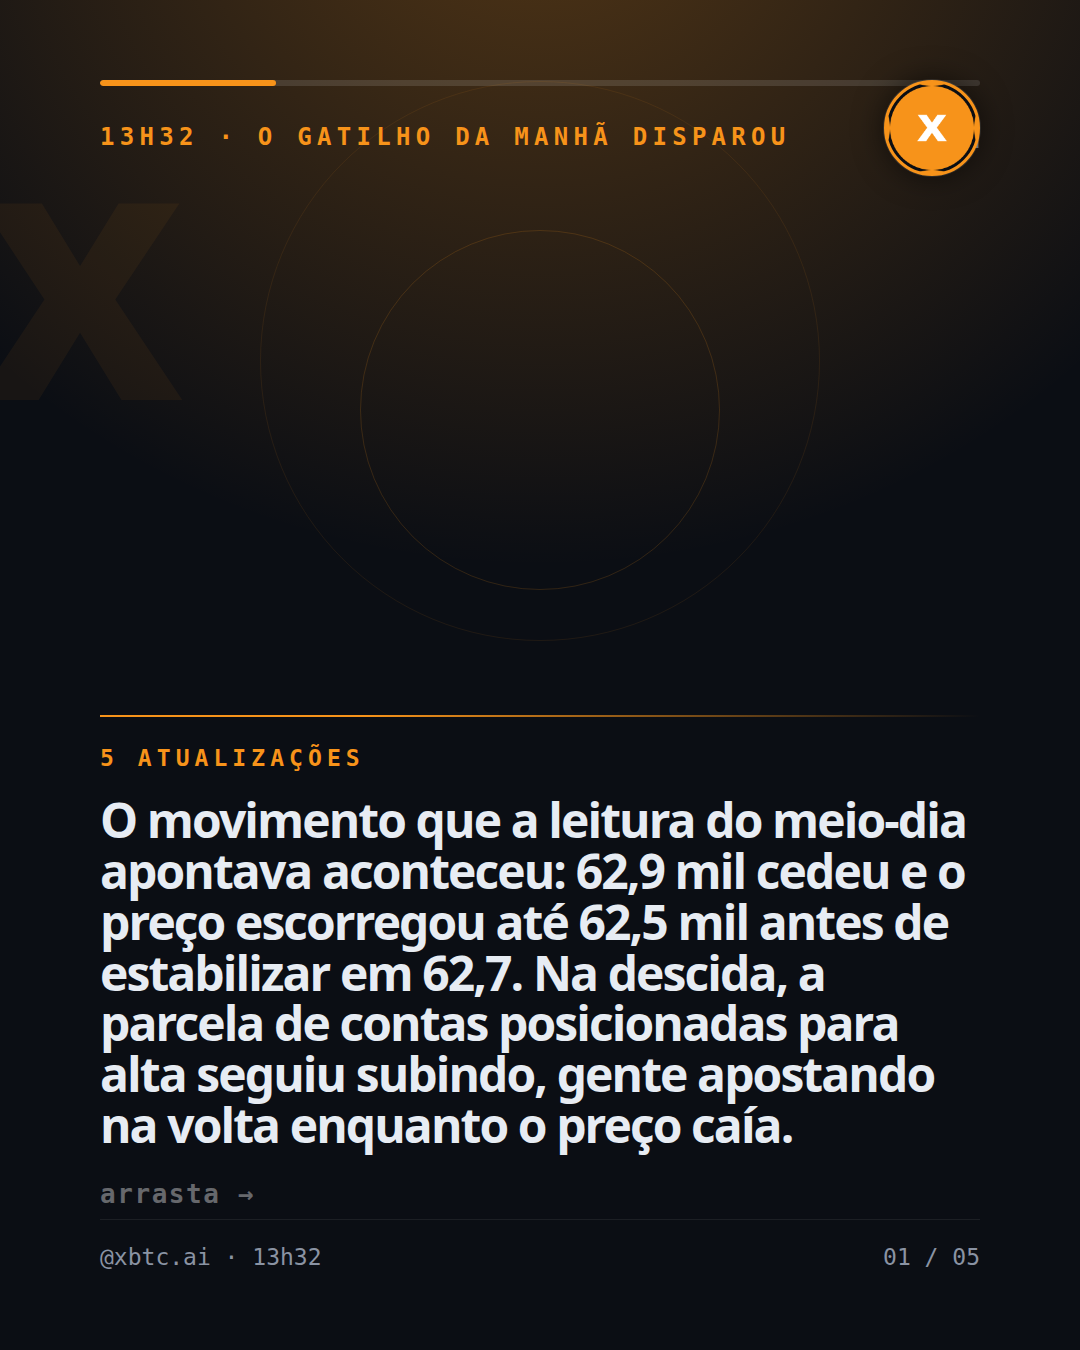 13H32 · O GATILHO DA MANHÃ DISPAROU
x
x
5 ATUALIZAÇÕES
O movimento que a leitura do meio-dia
apontava aconteceu: 62,9 mil cedeu e o
preço escorregou até 62,5 mil antes de
estabilizar em 62,7. Na descida, a
parcela de contas posicionadas para
alta seguiu subindo, gente apostando
na volta enquanto o preço caía.
arrasta →
@xbtc.ai · 13h32
01 / 05